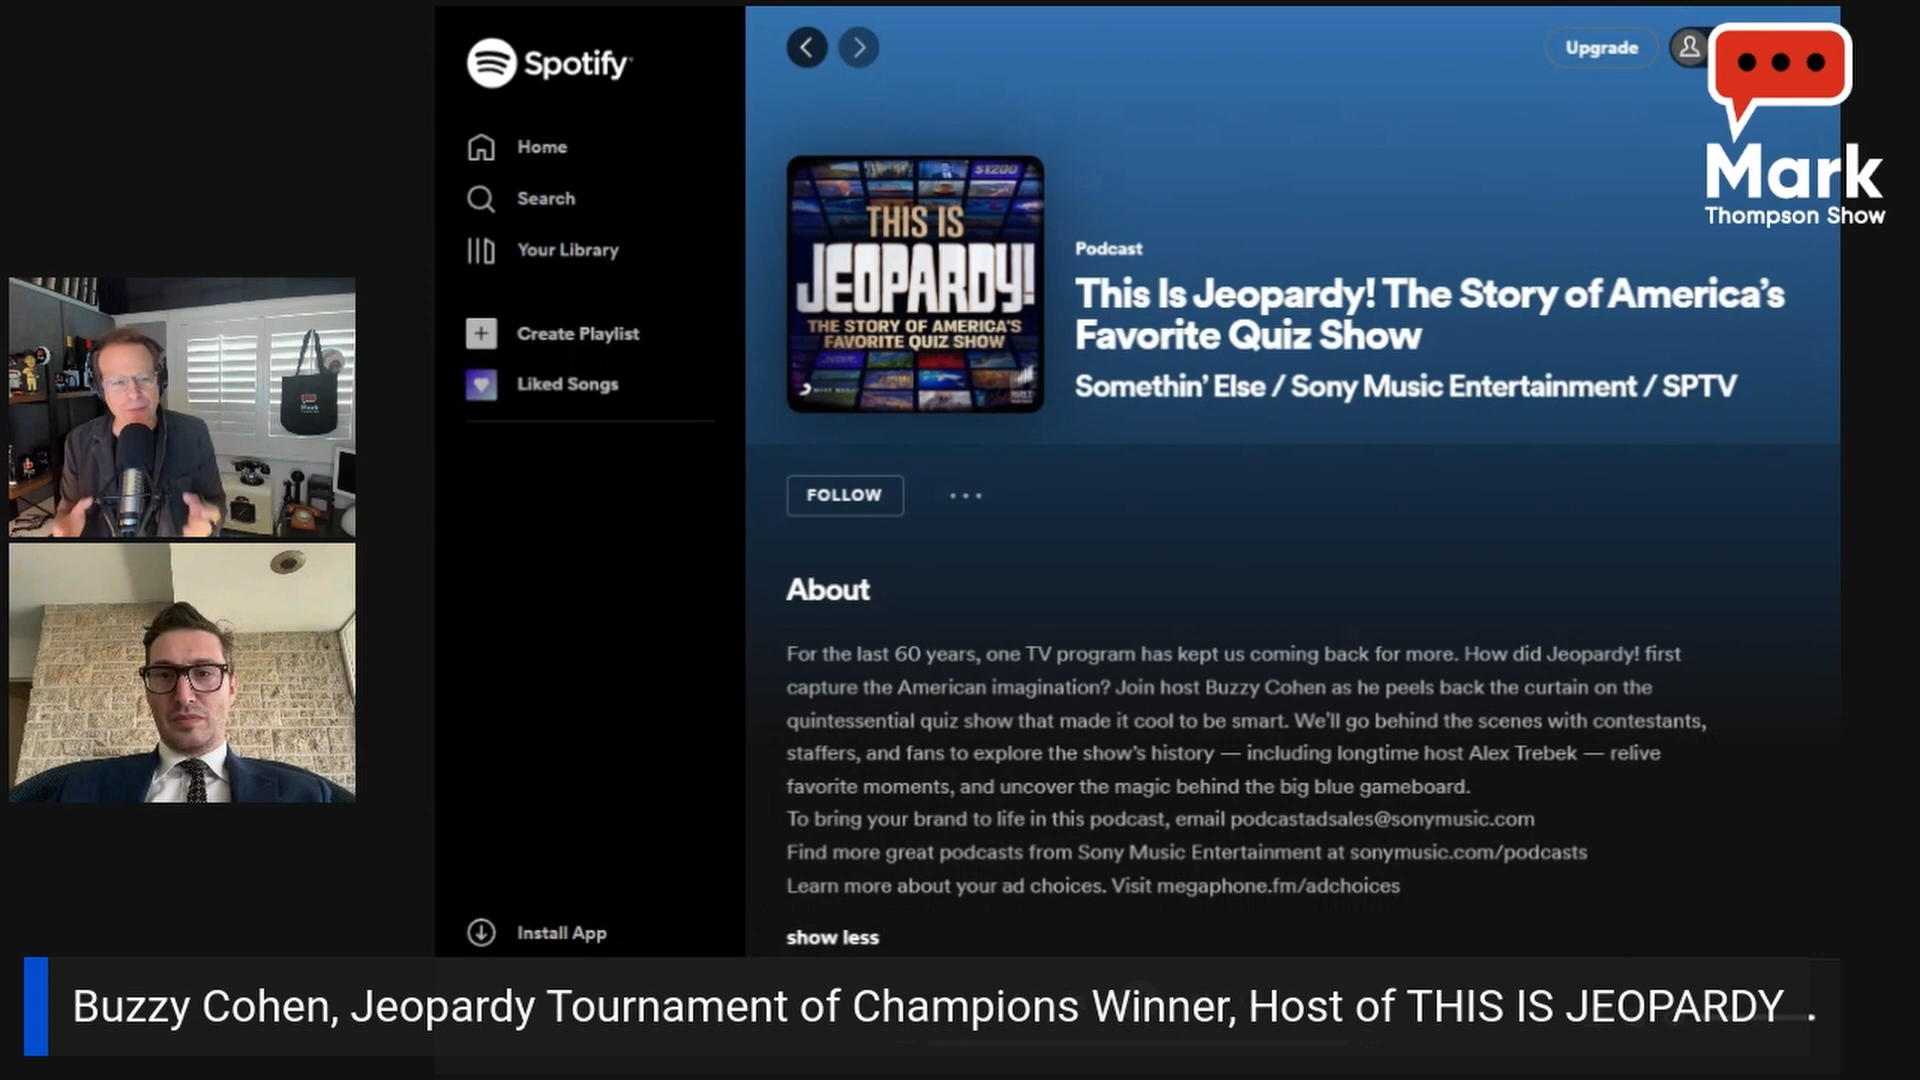 Spotify
Home
Search
Your Library
Create Playlist
Liked Songs
Install App
Upgrade
Mark
Thompson Show
$1200
THIS IS
JEOPARDY!
THE STORY OF AMERICA'S
FAVORITE QUIZ SHOW
Podcast
This Is Jeopardy! The Story of America's
Favorite Quiz Show
Somethin' Else / Sony Music Entertainment / SPTV
FOLLOW
About
For the last 60 years, one TV program has kept us coming back for more. How did Jeopardy! first
capture the American imagination? Join host Buzzy Cohen as he peels back the curtain on the
quintessential quiz show that made it cool to be smart. We'll go behind the scenes with contestants,
staffers, and fans to explore the show's history — including longtime host Alex Trebek — relive
favorite moments, and uncover the magic behind the big blue gameboard.
To bring your brand to life in this podcast, email podcastadsales@sonymusic.com
Find more great podcasts from Sony Music Entertainment at sonymusic.com/podcasts
Learn more about your ad choices. Visit megaphone.fm/adchoices
show less
Mark
Buzzy Cohen, Jeopardy Tournament of Champions Winner, Host of THIS IS JEOPARDY .